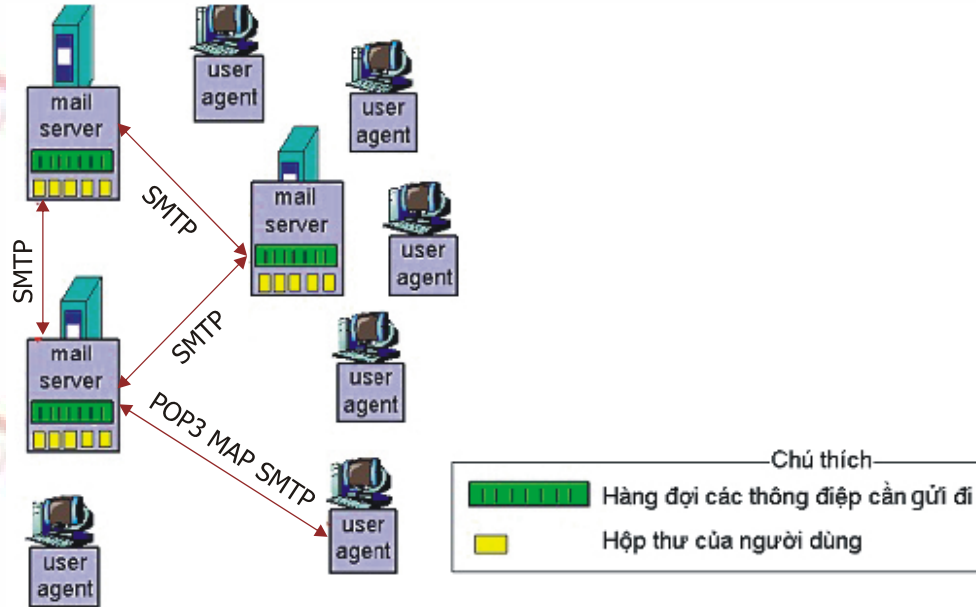 user
agent
user
agent
mail
server
mail
server
SMTP
user
agent
SMTP
SMTP
mail
server
user
agent
POP3 MAP SMTP
user
agent
user
agent
Chú thích
Hàng đợi các thông điệp cần gửi đi
Hộp thư của người dùng